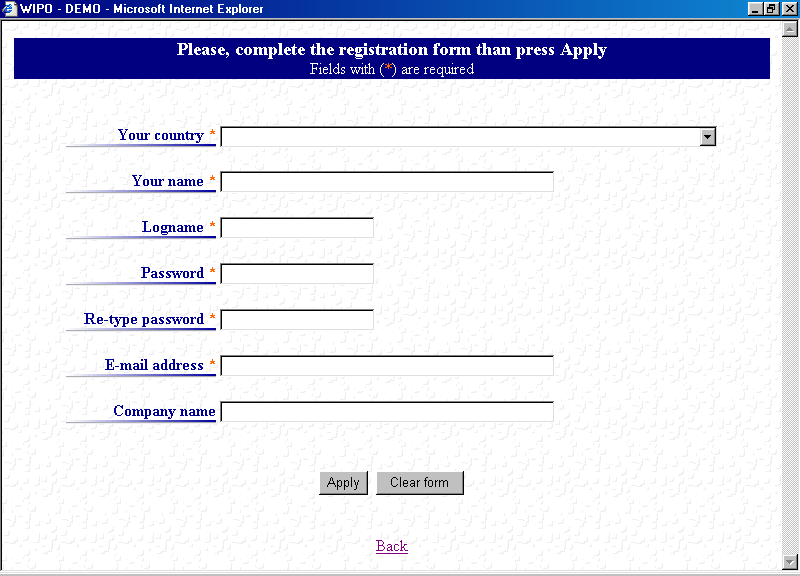 WIPO - DEMO - Microsoft Internet Explorer
Please, complete the registration form than press Apply
Fields with (*) are required
Your country *
Your name *
Logname *
Password *
Re-type password *
E-mail address *
Company name
Apply Clear form
Back